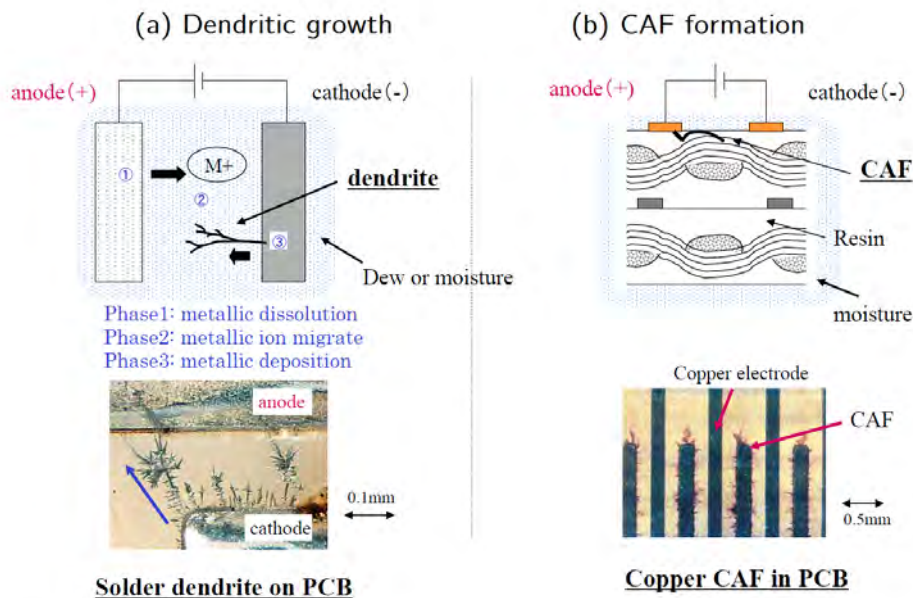 (a) Dendritic growth
anode(+)
cathode(-)
①
M+
②
dendrite
③
Dew or moisture
Phase1: metallic dissolution
Phase2: metallic ion migrate
Phase3: metallic deposition
anode
cathode
0.1mm
Solder dendrite on PCB
(b) CAF formation
anode(+)
cathode(-)
CAF
Resin
moisture
Copper electrode
CAF
0.5mm
Copper CAF in PCB